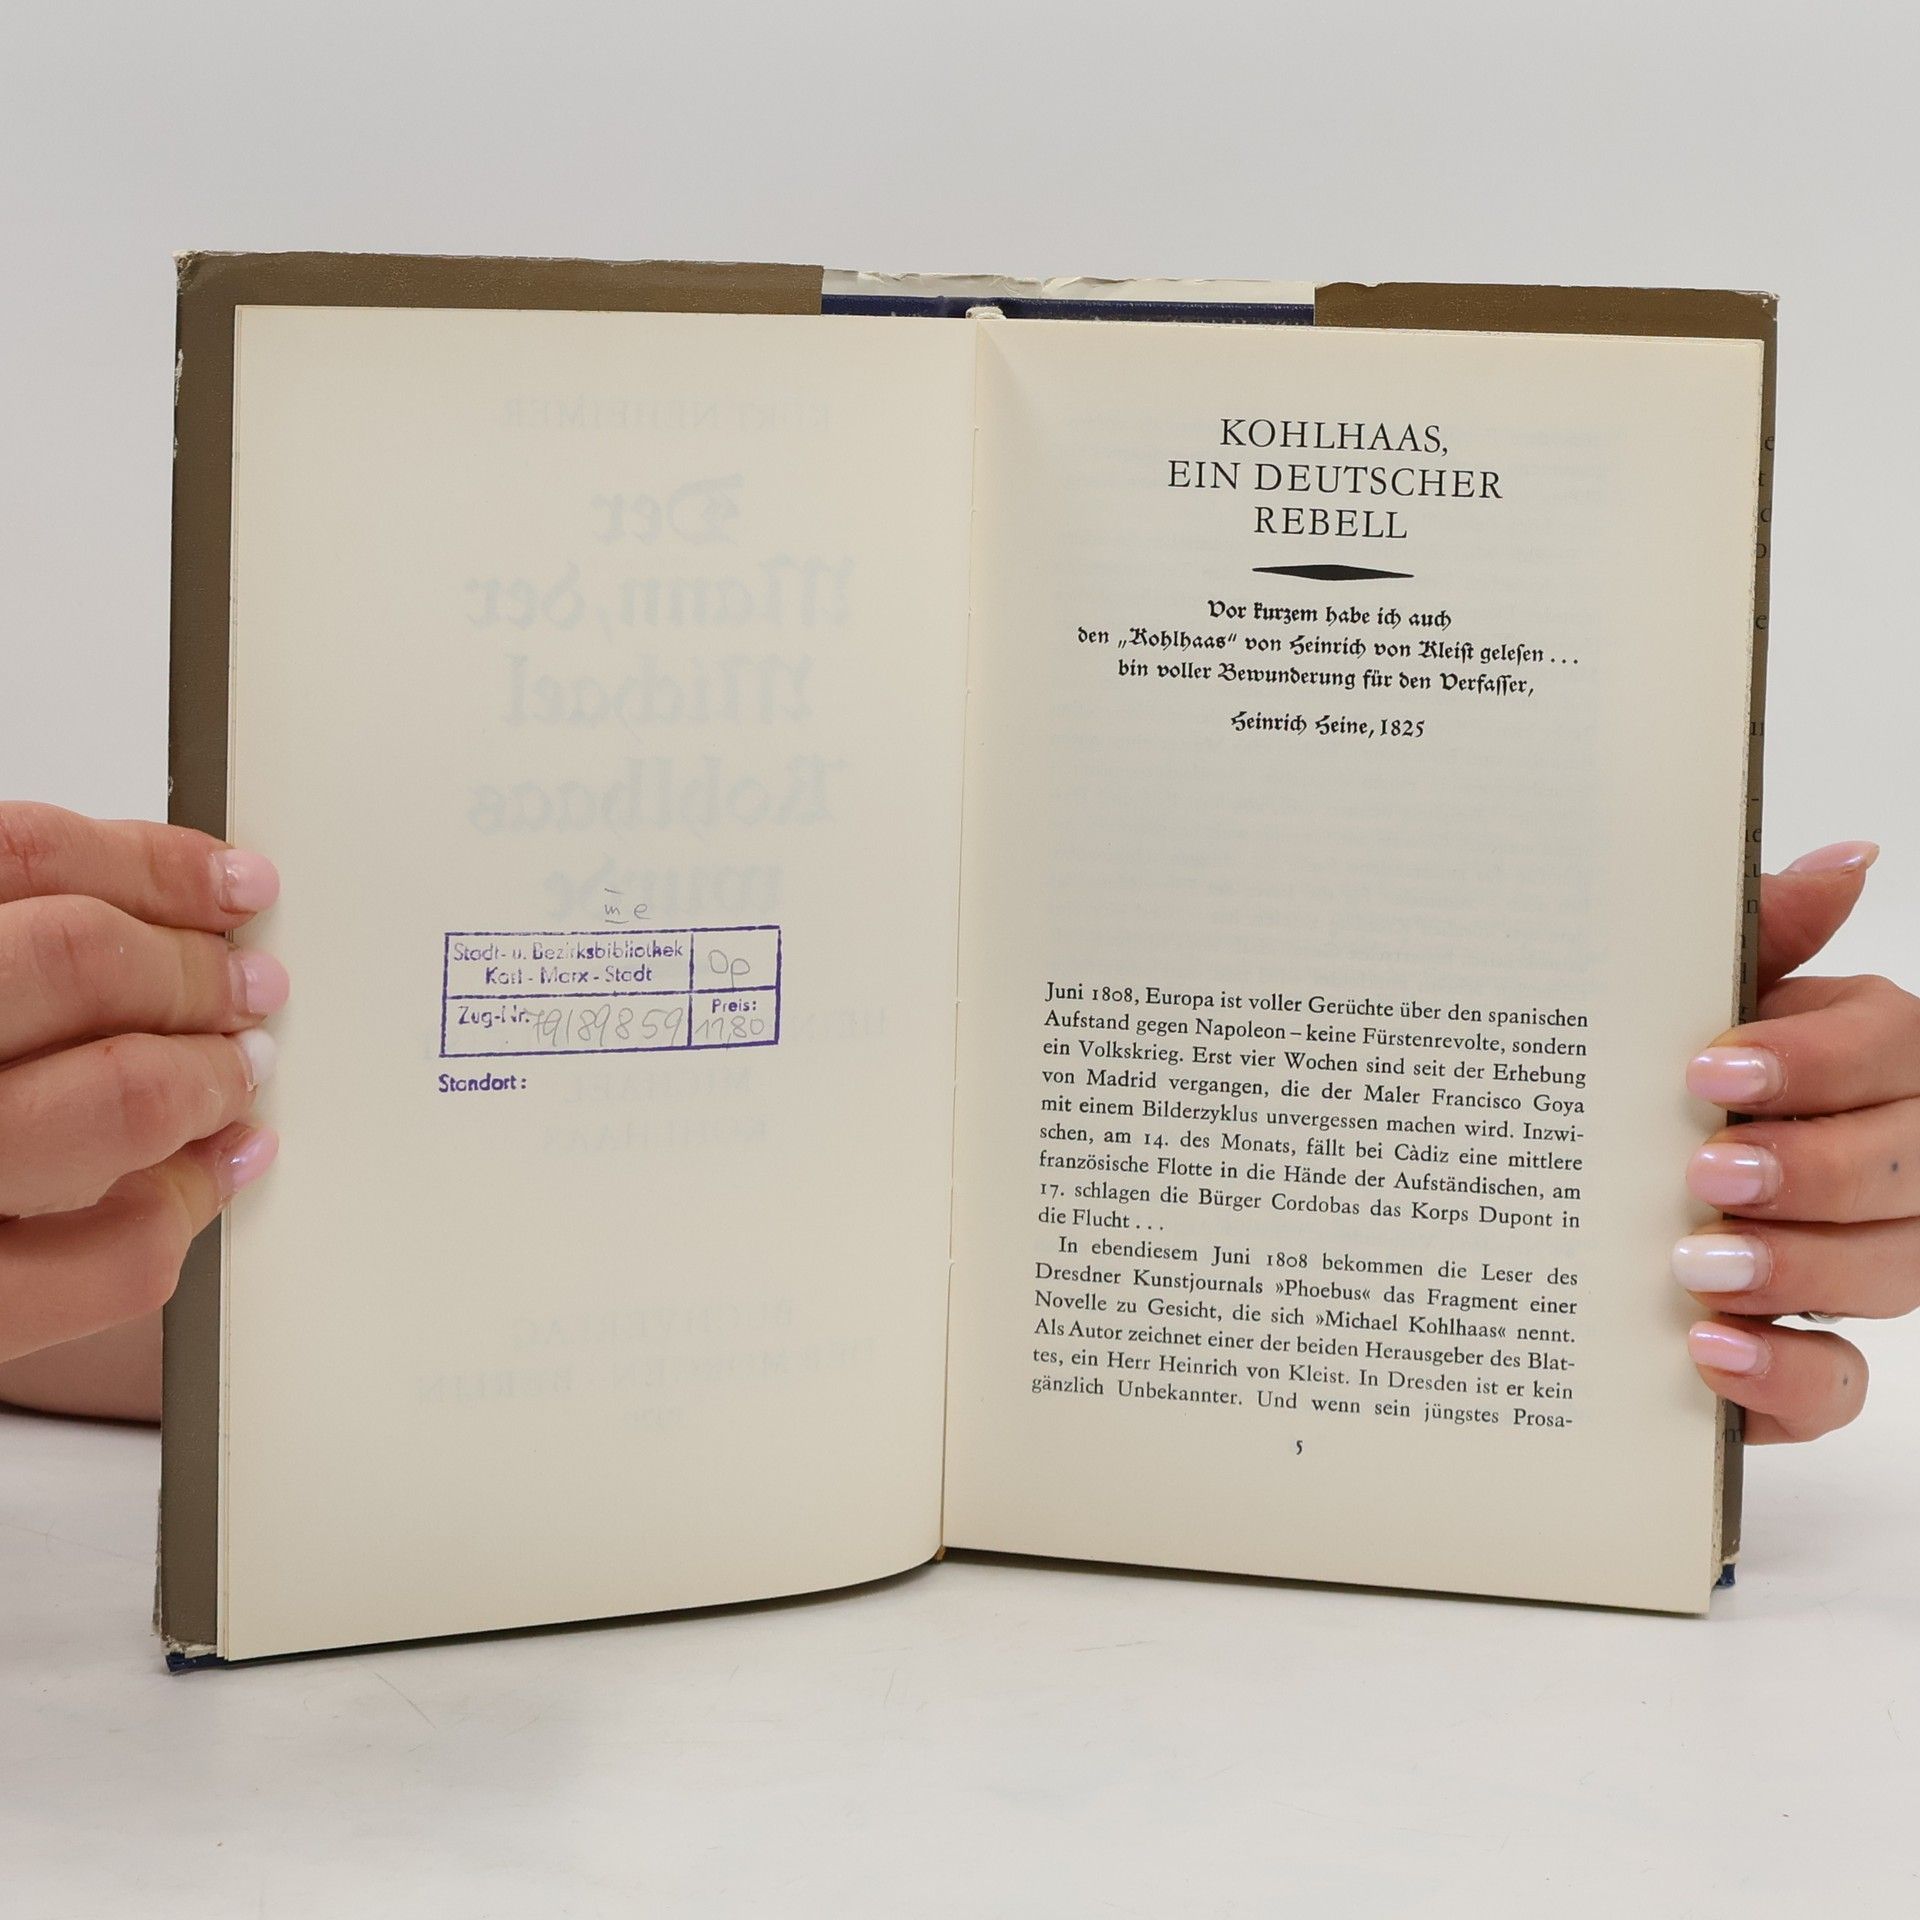 m e
Stadt- u. Bezirksbibliothek
Karl-Marx-Stadt
Op
Zug-Nr. 79189859
Preis:
11,80
Standort:
KOHLHAAS,
EIN DEUTSCHER
REBELL
Vor kurzem habe ich auch
den „Kohlhaas“ von Heinrich von Kleist gelesen ...
bin voller Bewunderung für den Verfasser,
Heinrich Heine, 1825
Juni 1808, Europa ist voller Gerüchte über den spanischen
Aufstand gegen Napoleon – keine Fürstenrevolte, sondern
ein Volkskrieg. Erst vier Wochen sind seit der Erhebung
von Madrid vergangen, die der Maler Francisco Goya
mit einem Bilderzyklus unvergessen machen wird. Inzwi-
schen, am 14. des Monats, fällt bei Càdiz eine mittlere
französische Flotte in die Hände der Aufständischen, am
17. schlagen die Bürger Cordobas das Korps Dupont in
die Flucht ...
In ebendiesem Juni 1808 bekommen die Leser des
Dresdner Kunstjournals »Phoebus« das Fragment einer
Novelle zu Gesicht, die sich »Michael Kohlhaas« nennt.
Als Autor zeichnet einer der beiden Herausgeber des Blat-
tes, ein Herr Heinrich von Kleist. In Dresden ist er kein
gänzlich Unbekannter. Und wenn sein jüngstes Prosa-
5